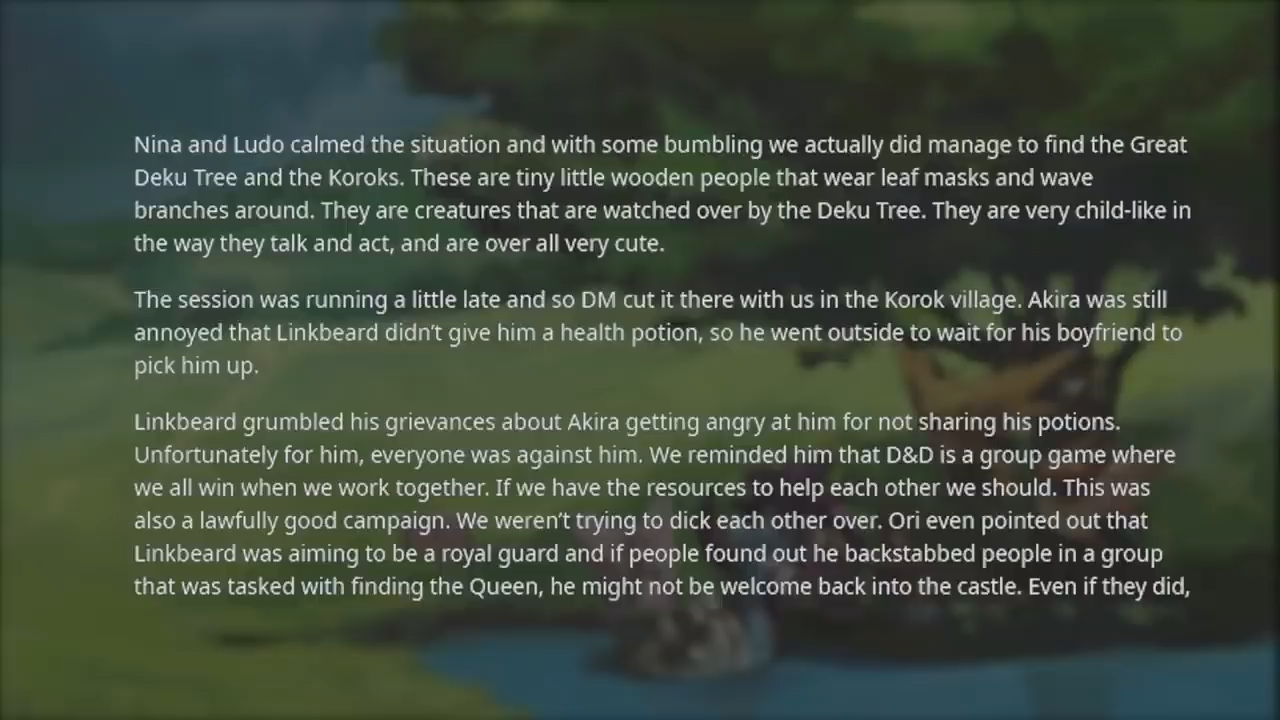 Nina and Ludo calmed the situation and with some bumbling we actually did manage to find the Great
Deku Tree and the Koroks. These are tiny little wooden people that wear leaf masks and wave
branches around. They are creatures that are watched over by the Deku Tree. They are very child-like in
the way they talk and act, and are over all very cute.
The session was running a little late and so DM cut it there with us in the Korok village. Akira was still
annoyed that Linkbeard didn't give him a health potion, so he went outside to wait for his boyfriend to
pick him up.
Linkbeard grumbled his grievances about Akira getting angry at him for not sharing his potions.
Unfortunately for him, everyone was against him. We reminded him that D&D is a group game where
we all win when we work together. If we have the resources to help each other we should. This was
also a lawfully good campaign. We weren't trying to dick each other over. Ori even pointed out that
Linkbeard was aiming to be a royal guard and if people found out he backstabbed people in a group
that was tasked with finding the Queen, he might not be welcome back into the castle. Even if they did,